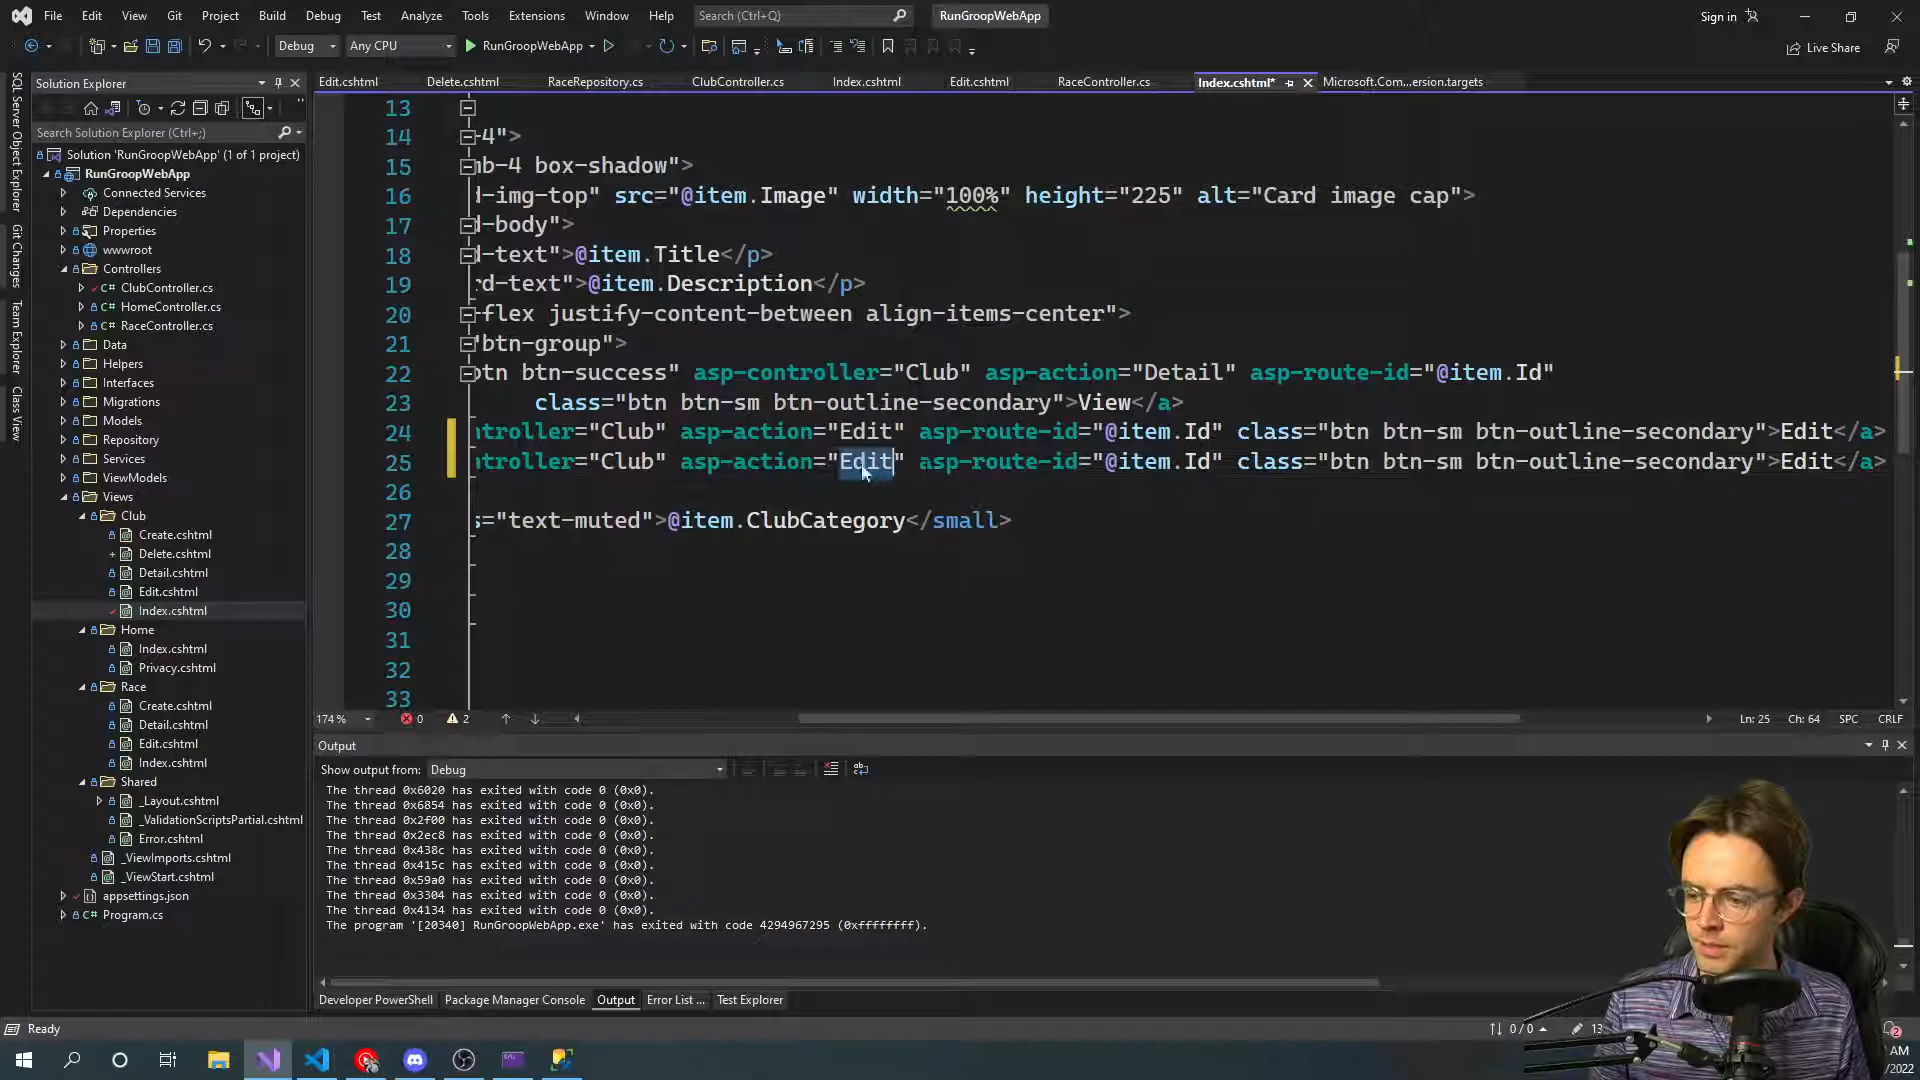 File Edit View Git Project Build Debug Test Analyze Tools Extensions Window Help Search (Ctrl+Q) RunGroopWebApp Sign in
Debug Any CPU RunGroopWebApp Live Share
SQL Server Object Explorer
Git Changes
Team Explorer
Class View
Solution Explorer
Search Solution Explorer (Ctrl+;)
Solution 'RunGroopWebApp' (1 of 1 project)
RunGroopWebApp
Connected Services
Dependencies
Properties
wwwroot
Controllers
C# ClubController.cs
C# HomeController.cs
C# RaceController.cs
Data
Helpers
Interfaces
Migrations
Models
Repository
Services
ViewModels
Views
Club
Create.cshtml
Delete.cshtml
Detail.cshtml
Edit.cshtml
Index.cshtml
Home
Index.cshtml
Privacy.cshtml
Race
Create.cshtml
Detail.cshtml
Edit.cshtml
Index.cshtml
Shared
_Layout.cshtml
_ValidationScriptsPartial.cshtml
Error.cshtml
_ViewImports.cshtml
_ViewStart.cshtml
appsettings.json
C# Program.cs
Edit.cshtml Delete.cshtml RaceRepository.cs ClubController.cs Index.cshtml Edit.cshtml RaceController.cs Index.cshtml* Microsoft.Com...ersion.targets
13
14 -4">
15 mb-4 box-shadow">
16 d-img-top" src="@item.Image" width="100%" height="225" alt="Card image cap">
17 d-body">
18 d-text">@item.Title</p>
19 rd-text">@item.Description</p>
20 -flex justify-content-between align-items-center">
21 "btn-group">
22 btn btn-success" asp-controller="Club" asp-action="Detail" asp-route-id="@item.Id"
23 class="btn btn-sm btn-outline-secondary">View</a>
24 ntroller="Club" asp-action="Edit" asp-route-id="@item.Id" class="btn btn-sm btn-outline-secondary">Edit</a>
25 ntroller="Club" asp-action="Edit" asp-route-id="@item.Id" class="btn btn-sm btn-outline-secondary">Edit</a>
26
27 s="text-muted">@item.ClubCategory</small>
28
29
30
31
32
33
174 % 0 2 Ln: 25 Ch: 64 SPC CRLF
Output
Show output from: Debug
The thread 0x6020 has exited with code 0 (0x0).
The thread 0x6854 has exited with code 0 (0x0).
The thread 0x2f00 has exited with code 0 (0x0).
The thread 0x2ec8 has exited with code 0 (0x0).
The thread 0x438c has exited with code 0 (0x0).
The thread 0x415c has exited with code 0 (0x0).
The thread 0x59a0 has exited with code 0 (0x0).
The thread 0x3304 has exited with code 0 (0x0).
The thread 0x4134 has exited with code 0 (0x0).
The program '[20340] RunGroopWebApp.exe' has exited with code 4294967295 (0xffffffff).
Developer PowerShell Package Manager Console Output Error List ... Test Explorer
Ready 0 / 0 13 2
AM
/2022